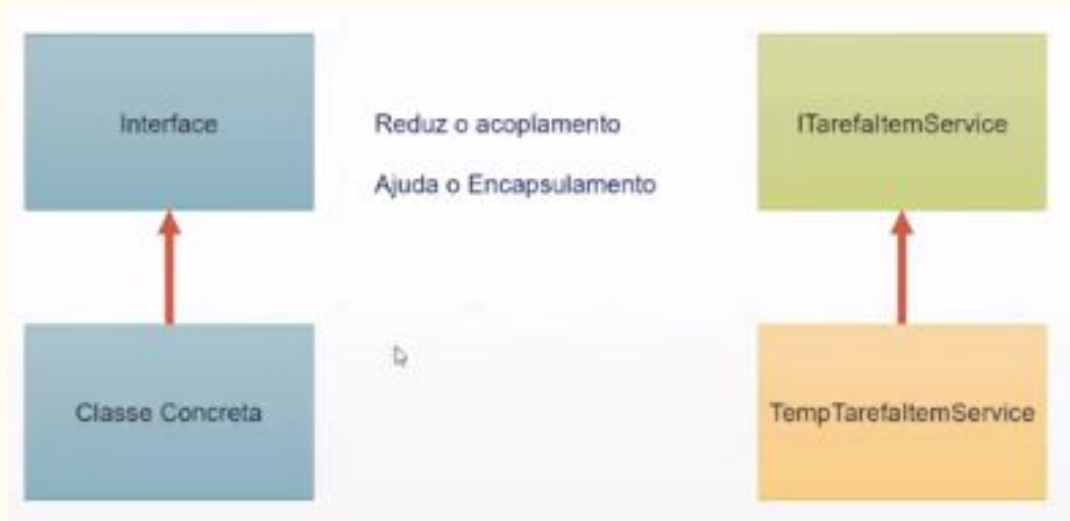 Interface
Reduz o acoplamento
Ajuda o Encapsulamento
ITarefaItemService
Classe Concreta
TempTarefaItemService